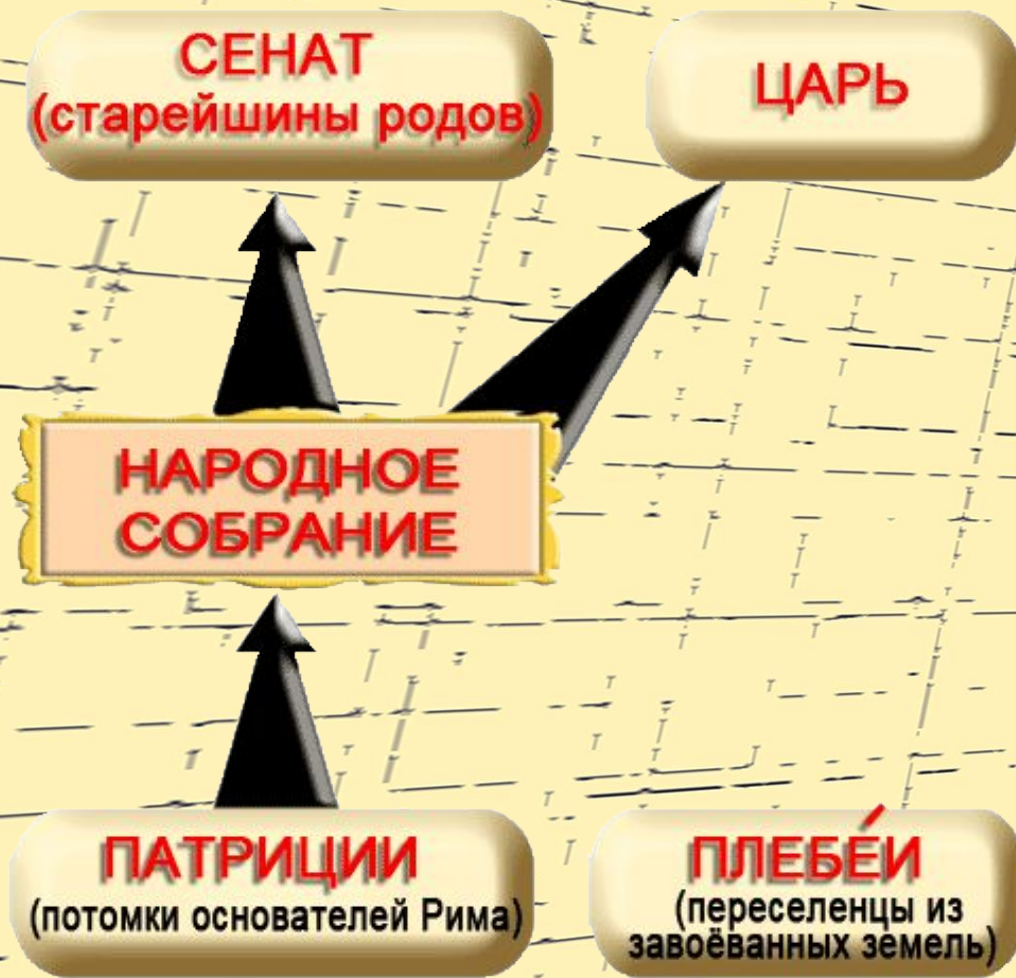 СЕНАТ
(старейшины родов)
ЦАРЬ
НАРОДНОЕ
СОБРАНИЕ
ПАТРИЦИИ
(потомки основателей Рима)
ПЛЕБЕ́И
(переселенцы из
завоёванных земель)